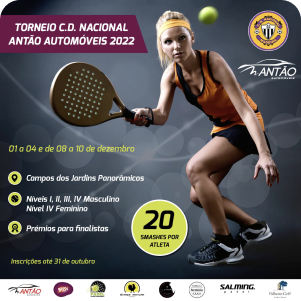 TORNEIO C.D. NACIONAL
ANTÃO AUTOMÓVEIS 2022
ANTÃO
AUTOMÓVEIS
01 a 04 e de 08 a 10 de dezembro
Campos dos Jardins Panorâmicos
Níveis I, II, III, IV Masculino
Nível IV Feminino
Prémios para finalistas
20
SMASHES POR
ATLETA
Inscrições até 31 de outubro
ANTÃO
SALMING